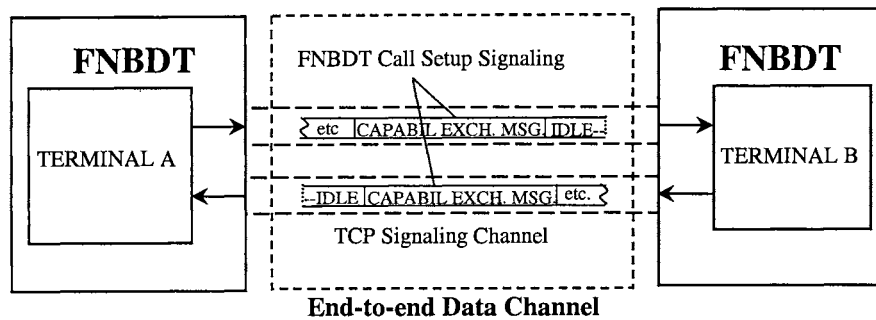 FNBDT
FNBDT
FNBDT Call Setup Signaling
etc CAPABIL EXCH. MSG. IDLE--
TERMINAL A
TERMINAL B
--IDLE CAPABIL EXCH. MSG. etc.
TCP Signaling Channel
End-to-end Data Channel